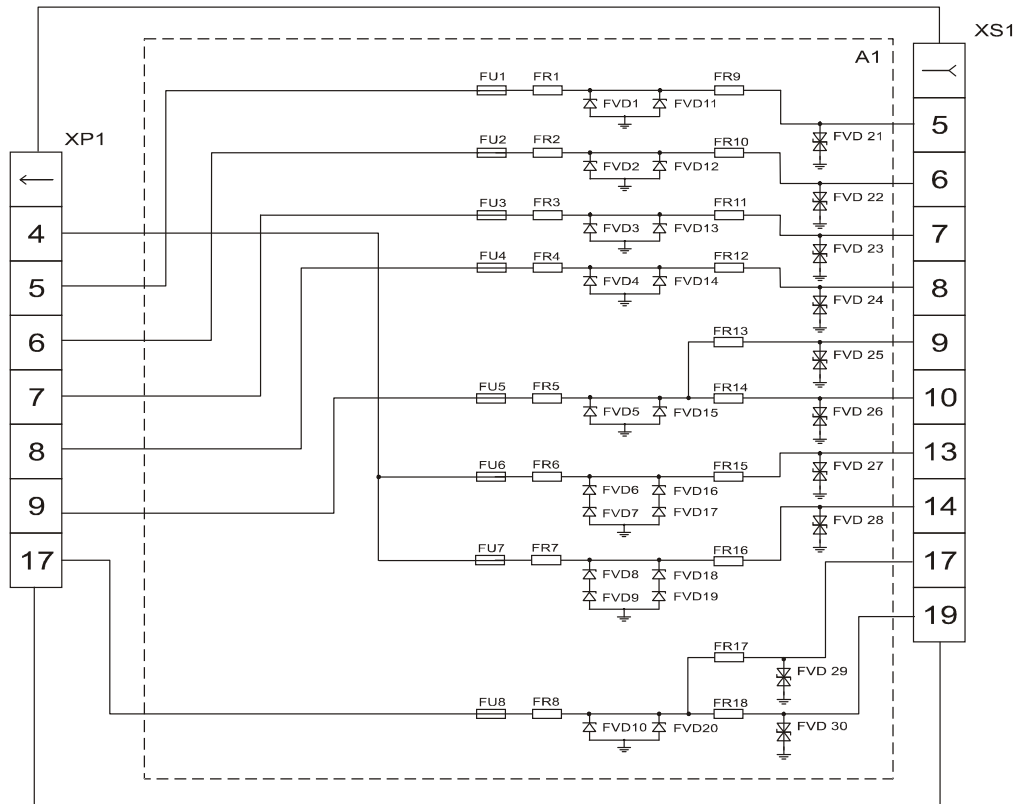 XS1
A1
FU1 FR1 FR9
FVD1 FVD11
5
FVD 21
XP1
FU2 FR2 FR10
FVD2 FVD12
6
FVD 22
FU3 FR3 FR11
4
FVD3 FVD13
7
FVD 23
FU4 FR4 FR12
5
FVD4 FVD14
8
FVD 24
6
FR13
9
FVD 25
7
FU5 FR5 FR14
10
FVD5 FVD15
FVD 26
8
13
FU6 FR6 FR15
FVD 27
FVD6 FVD16
9
FVD7 FVD17
14
FVD 28
17
FU7 FR7 FR16
17
FVD8 FVD18
FVD9 FVD19
19
FR17
FVD 29
FU8 FR8 FR18
FVD10 FVD20
FVD 30